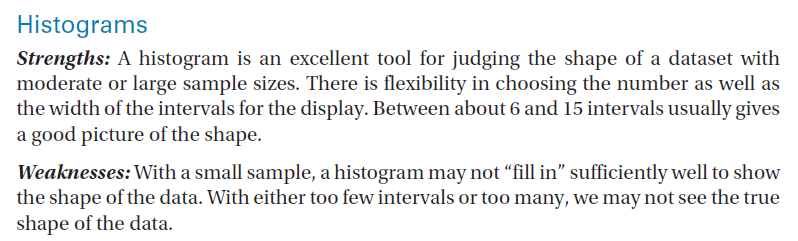 Histograms
Strengths: A histogram is an excellent tool for judging the shape of a dataset with
moderate or large sample sizes. There is flexibility in choosing the number as well as
the width of the intervals for the display. Between about 6 and 15 intervals usually gives
a good picture of the shape.
Weaknesses: With a small sample, a histogram may not “fill in” sufficiently well to show
the shape of the data. With either too few intervals or too many, we may not see the true
shape of the data.